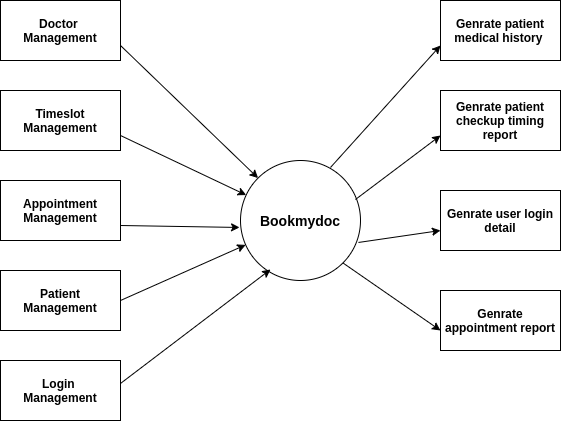 Doctor
Management
Timeslot
Management
Appointment
Management
Patient
Management
Login
Management
Bookmydoc
Genrate patient
medical history
Genrate patient
checkup timing
report
Genrate user login
detail
Genrate
appointment report